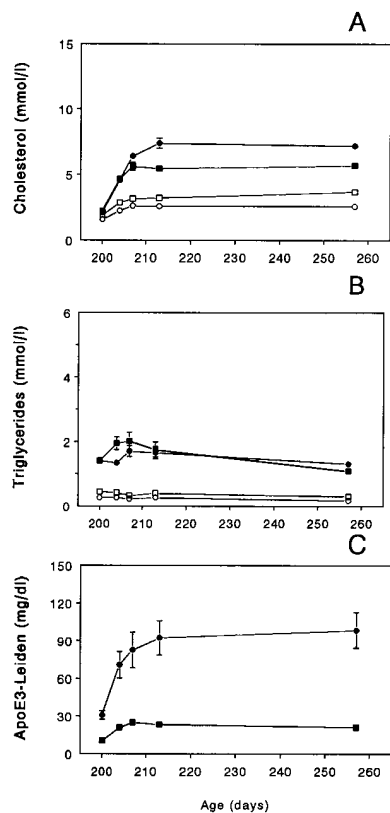 A
Cholesterol (mmol/l)
15
10
5
0
200 210 220 230 240 250 260
B
Triglycerides (mmol/l)
6
4
2
0
200 210 220 230 240 250 260
C
ApoE3-Leiden (mg/dl)
150
120
90
60
30
0
200 210 220 230 240 250 260
Age (days)